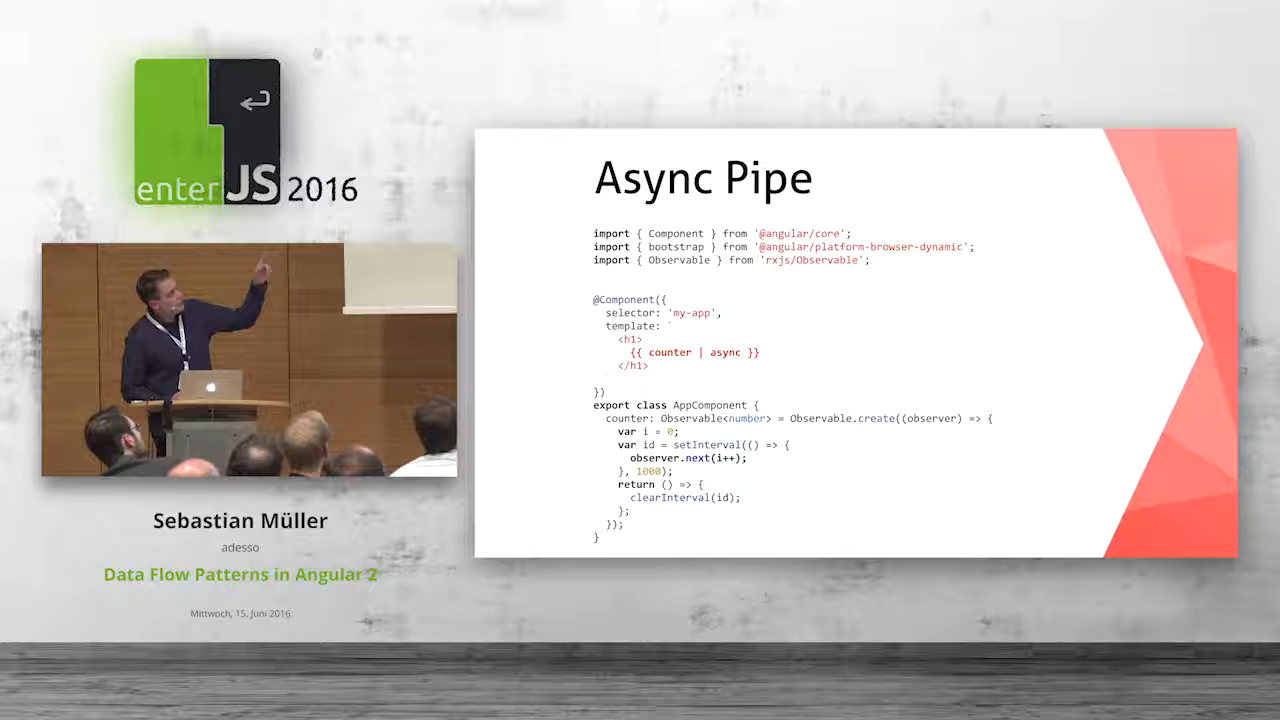 enterJS 2016
Sebastian Müller
adesso
Data Flow Patterns in Angular 2
Mittwoch, 15. Juni 2016
Async Pipe
import { Component } from '@angular/core';
import { bootstrap } from '@angular/platform-browser-dynamic';
import { Observable } from 'rxjs/Observable';
@Component({
selector: 'my-app',
template: `
<h1>
{{ counter | async }}
</h1>
})
export class AppComponent {
counter: Observable<number> = Observable.create((observer) => {
var i = 0;
var id = setInterval(() => {
observer.next(i++);
}, 1000);
return () => {
clearInterval(id);
};
});
}